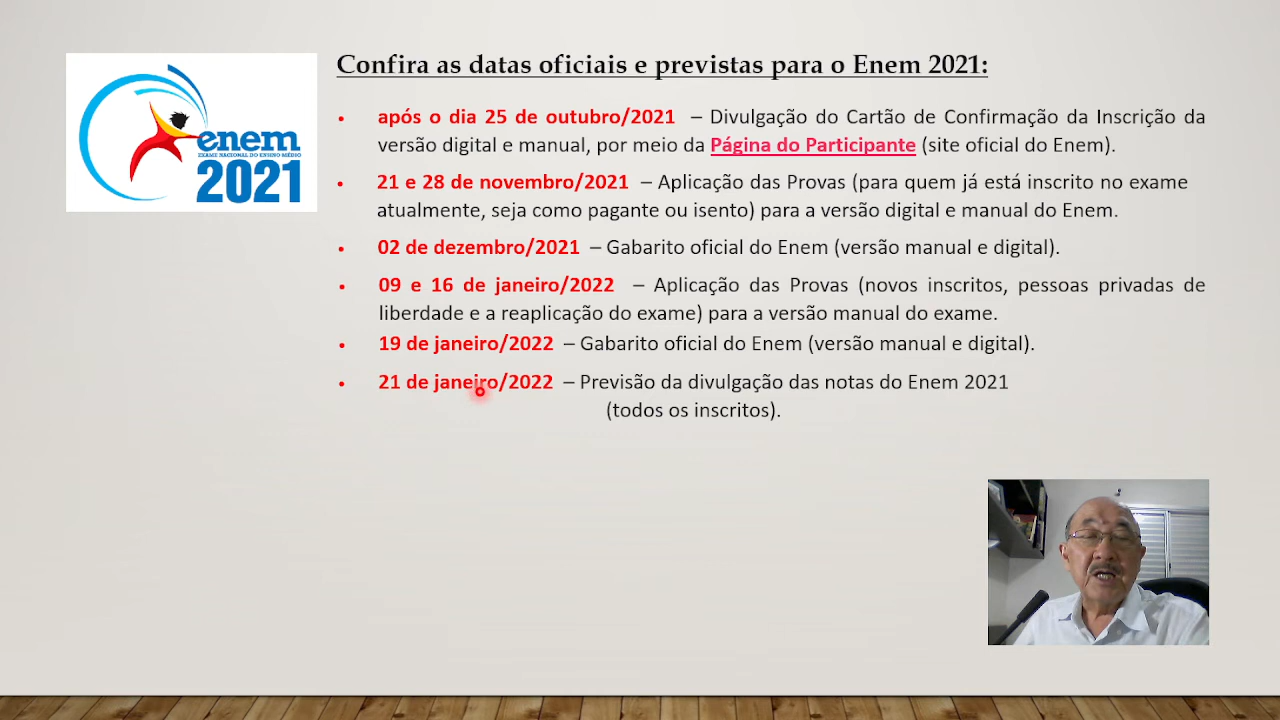 Confira as datas oficiais e previstas para o Enem 2021:
enem
EXAME NACIONAL DO ENSINO MÉDIO
2021
• após o dia 25 de outubro/2021 – Divulgação do Cartão de Confirmação da Inscrição da
versão digital e manual, por meio da Página do Participante (site oficial do Enem).
• 21 e 28 de novembro/2021 – Aplicação das Provas (para quem já está inscrito no exame
atualmente, seja como pagante ou isento) para a versão digital e manual do Enem.
• 02 de dezembro/2021 – Gabarito oficial do Enem (versão manual e digital).
• 09 e 16 de janeiro/2022 – Aplicação das Provas (novos inscritos, pessoas privadas de
liberdade e a reaplicação do exame) para a versão manual do exame.
• 19 de janeiro/2022 – Gabarito oficial do Enem (versão manual e digital).
• 21 de janeiro/2022 – Previsão da divulgação das notas do Enem 2021
(todos os inscritos).